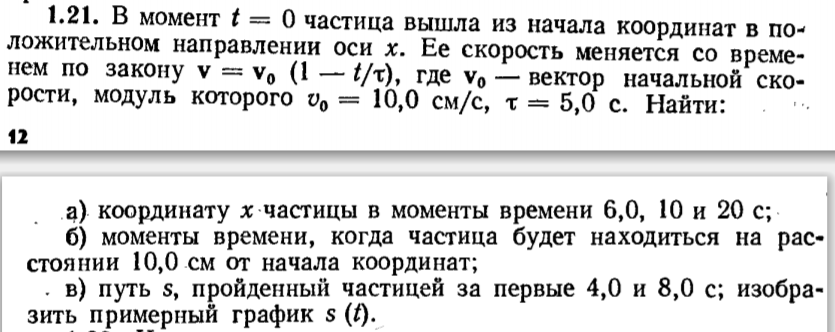 1.21. В момент t = 0 частица вышла из начала координат в по-
ложительном направлении оси x. Ее скорость меняется со време-
нем по закону v = v₀ (1 — t/τ), где v₀ — вектор начальной ско-
рости, модуль которого v₀ = 10,0 см/с, τ = 5,0 с. Найти:
12
а) координату x частицы в моменты времени 6,0, 10 и 20 с;
б) моменты времени, когда частица будет находиться на рас-
стоянии 10,0 см от начала координат;
в) путь s, пройденный частицей за первые 4,0 и 8,0 с; изобра-
зить примерный график s (t).